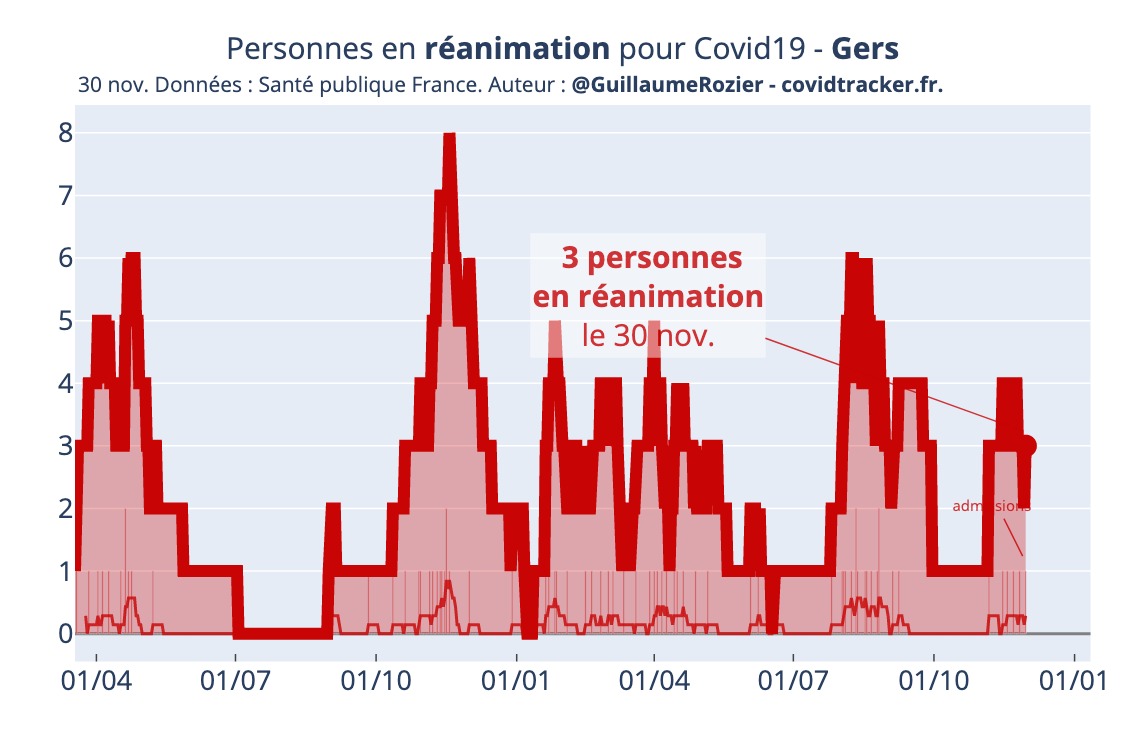 Personnes en réanimation pour Covid19 - Gers
30 nov. Données : Santé publique France. Auteur : @GuillaumeRozier - covidtracker.fr.
8
7
6
5
4
3
2
1
0
3 personnes
en réanimation
le 30 nov.
admissions
01/04 01/07 01/10 01/01 01/04 01/07 01/10 01/01